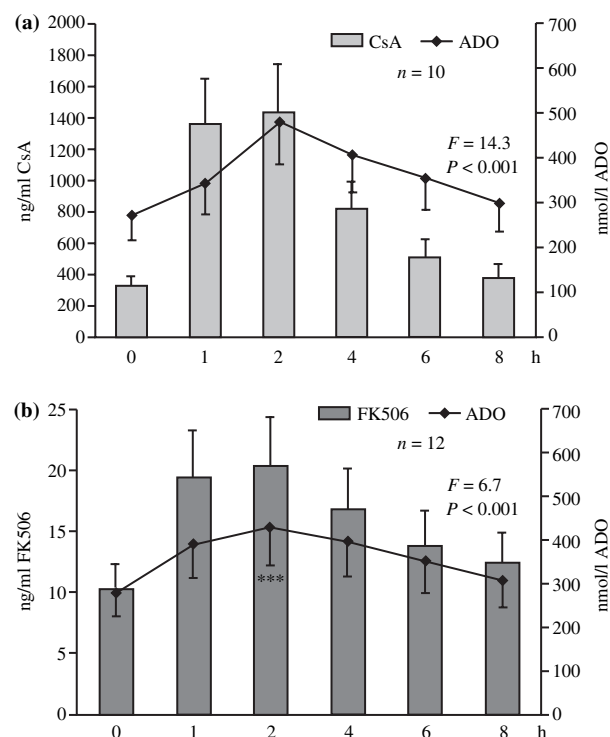 (a)
2000
1800
1600
1400
1200
1000
800
600
400
200
0
ng/ml CsA
CsA ADO
n = 10
F = 14.3
P < 0.001
700
600
500
400
300
200
100
0
nmol/l ADO
0 1 2 4 6 8 h
(b)
25
20
15
10
5
0
ng/ml FK506
FK506 ADO
n = 12
F = 6.7
P < 0.001
***
700
600
500
400
300
200
100
0
nmol/l ADO
0 1 2 4 6 8 h